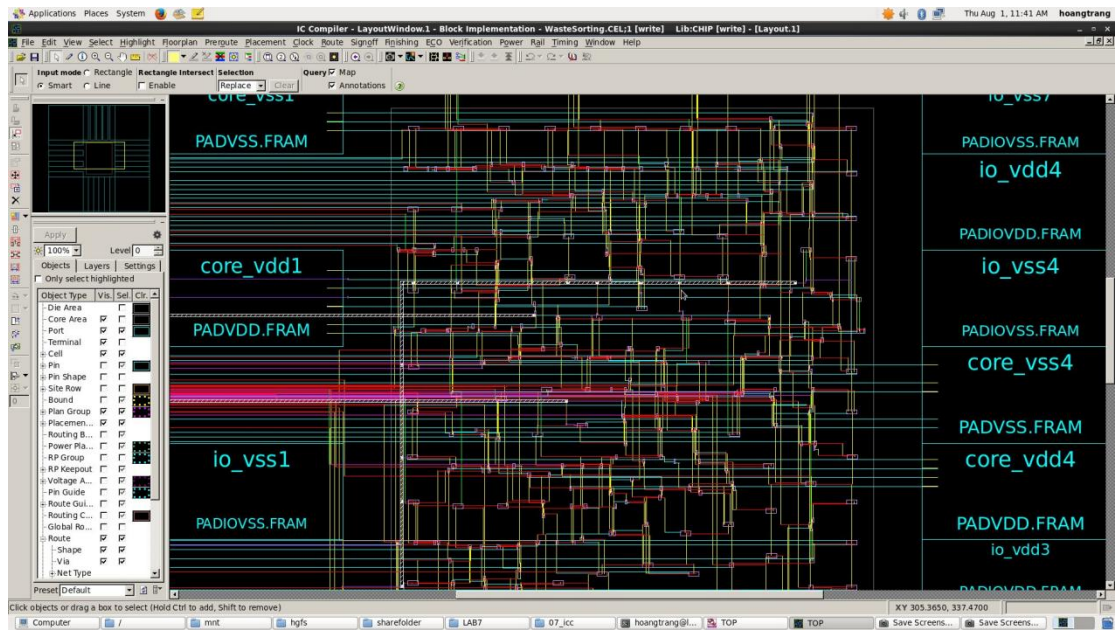 Applications Places System Thu Aug 1, 11:41 AM hoangtrang
IC Compiler - LayoutWindow.1 - Block Implementation - WasteSorting.CEL;1 [write] Lib:CHIP [write] - [Layout.1]
File Edit View Select Highlight Floorplan Preroute Placement Clock Route Signoff Finishing ECO Verification Power Rail Timing Window Help
Input mode Rectangle Rectangle Intersect Selection Query Map
Smart Line Enable Replace Clear Annotations
core_vss1
io_vss7
PADVSS.FRAM
PADIOVSS.FRAM
io_vdd4
PADIOVDD.FRAM
core_vdd1
io_vss4
PADVDD.FRAM
PADIOVSS.FRAM
core_vss4
PADVSS.FRAM
io_vss1
core_vdd4
PADIOVSS.FRAM
PADVDD.FRAM
io_vdd3
PADIOVDD.FRAM
Apply
100% Level 0
Objects Layers Settings
Only select highlighted
Object Type Vis. Sel. Clr.
Die Area
Core Area
Port
Terminal
Cell
Pin
Pin Shape
Site Row
Bound
Plan Group
Placemen...
Routing B...
Power Pla...
RP Group
RP Keepout
Voltage A...
Pin Guide
Route Gui...
Routing C...
Global Ro...
Route
Shape
Via
Net Type
Preset Default
Click objects or drag a box to select (Hold Ctrl to add, Shift to remove) XY 305.3650, 337.4700
Computer / mnt hgfs sharefolder LAB7 07_icc hoangtrang@l... TOP TOP Save Screens... Save Screens...